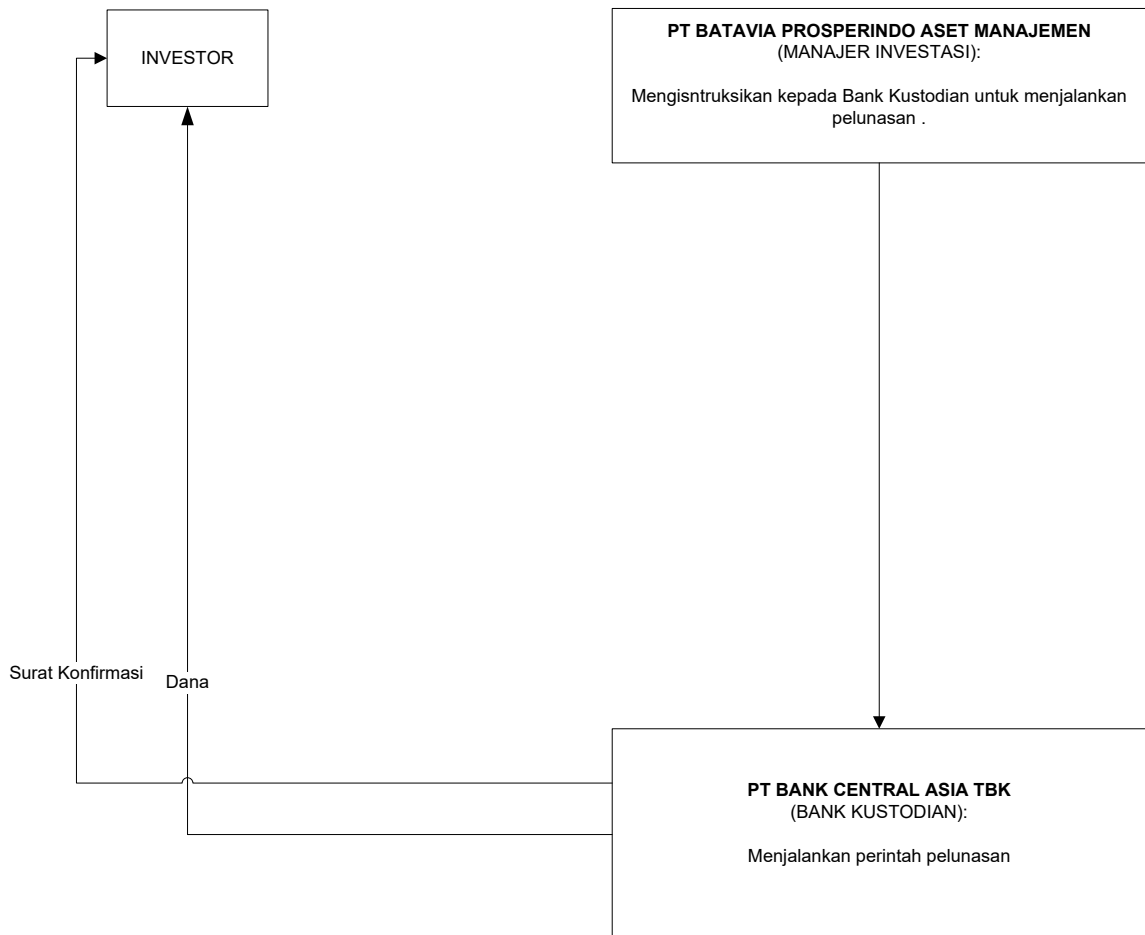 INVESTOR
PT BATAVIA PROSPERINDO ASET MANAJEMEN
(MANAJER INVESTASI):
Mengisntruksikan kepada Bank Kustodian untuk menjalankan
pelunasan .
Surat Konfirmasi
Dana
PT BANK CENTRAL ASIA TBK
(BANK KUSTODIAN):
Menjalankan perintah pelunasan